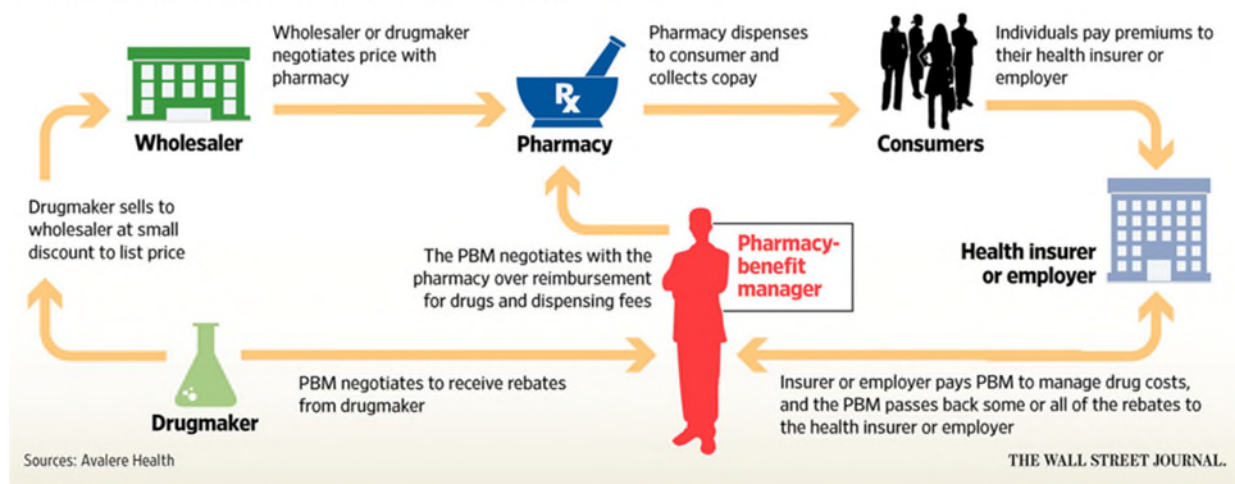 Wholesaler or drugmaker
negotiates price with
pharmacy
Pharmacy dispenses
to consumer and
collects copay
Individuals pay premiums to
their health insurer or
employer
Rx
Wholesaler
Pharmacy
Consumers
Drugmaker sells to
wholesaler at small
discount to list price
The PBM negotiates with the
pharmacy over reimbursement
for drugs and dispensing fees
Pharmacy-
benefit
manager
Health insurer
or employer
PBM negotiates to receive rebates
from drugmaker
Insurer or employer pays PBM to manage drug costs,
and the PBM passes back some or all of the rebates to
the health insurer or employer
Drugmaker
Sources: Avalere Health
THE WALL STREET JOURNAL.